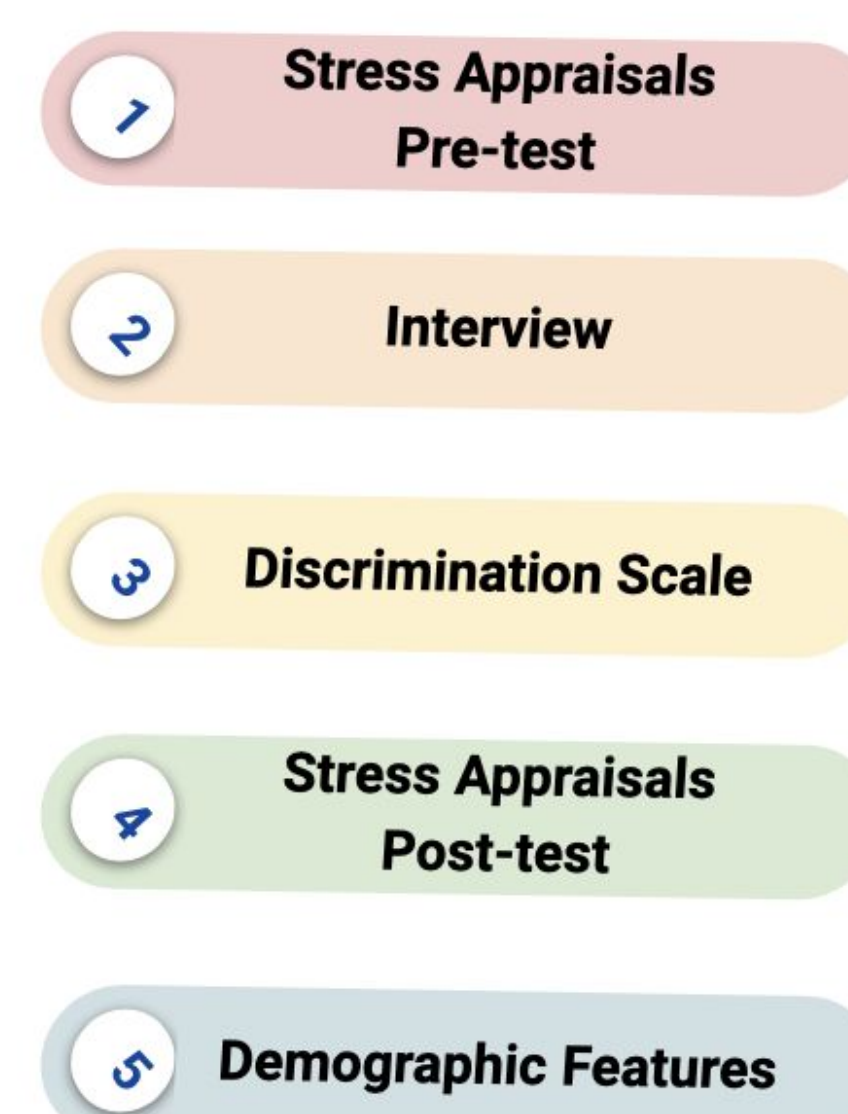 1
Stress Appraisals
Pre-test
2
Interview
3
Discrimination Scale
4
Stress Appraisals
Post-test
5
Demographic Features